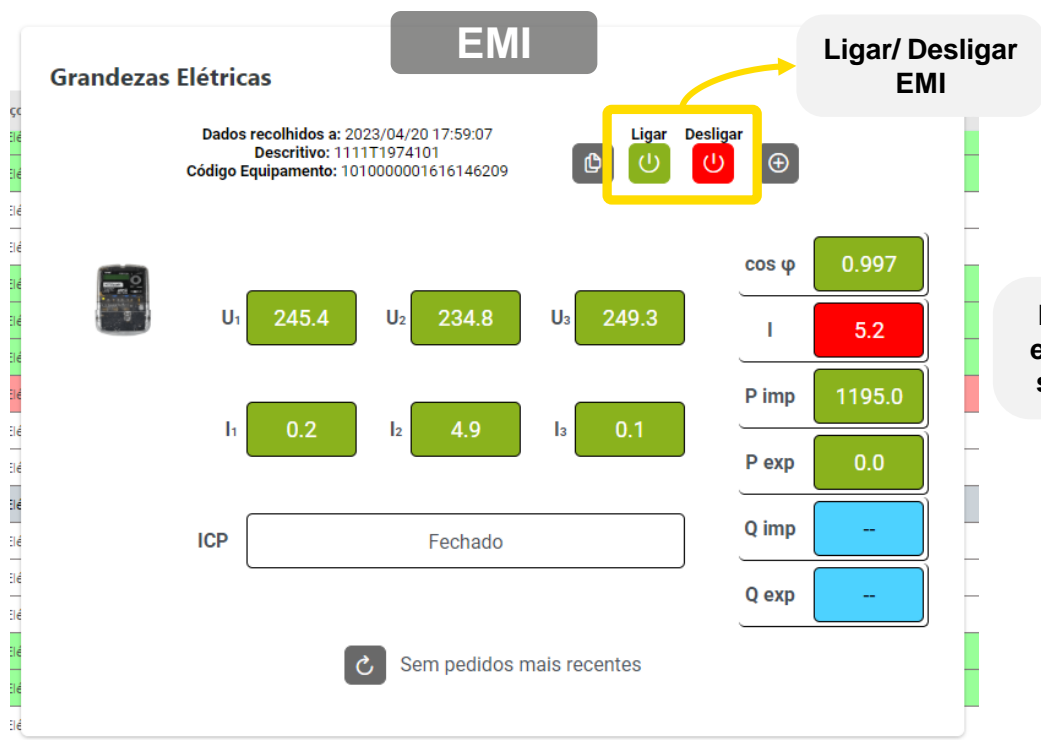 EMI
Ligar/ Desligar
EMI
Grandezas Elétricas
Dados recolhidos a: 2023/04/20 17:59:07
Descritivo: 1111T1974101
Código Equipamento: 1010000001616146209
Ligar Desligar
cos φ 0.997
U₁ 245.4 U₂ 234.8 U₃ 249.3
I 5.2
P imp 1195.0
I₁ 0.2 I₂ 4.9 I₃ 0.1
P exp 0.0
ICP Fechado
Q imp --
Q exp --
Sem pedidos mais recentes